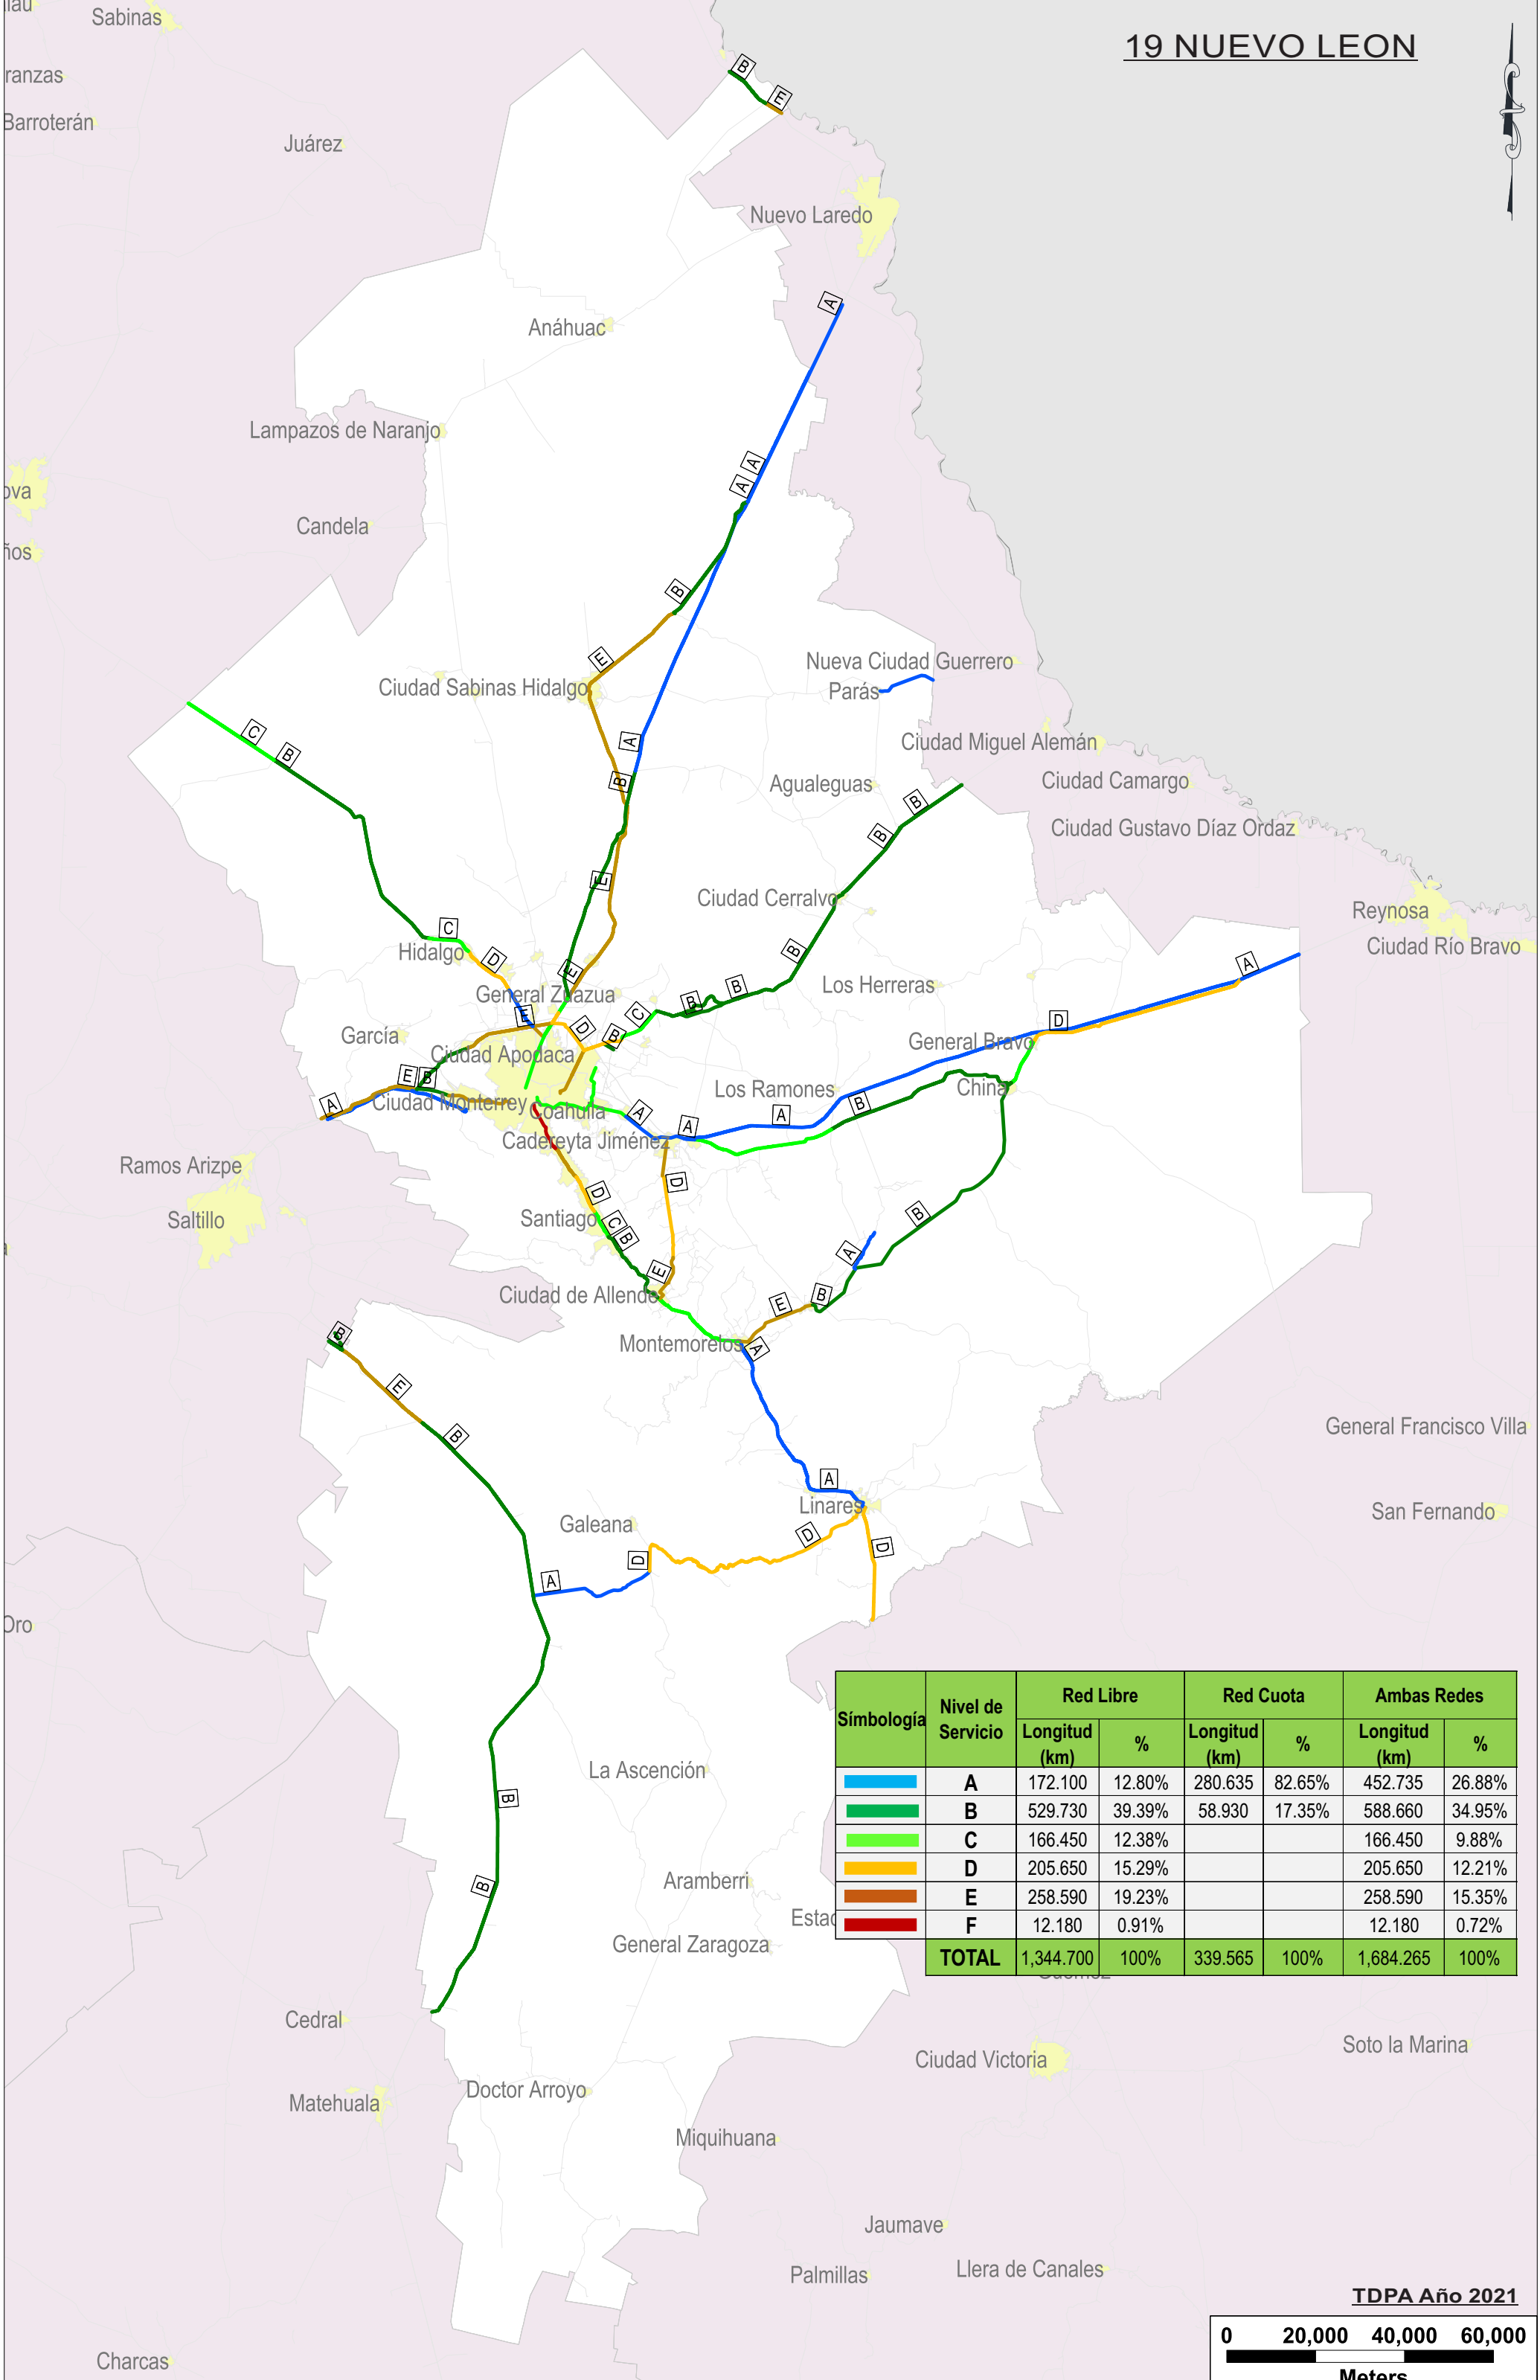 19 NUEVO LEON
Sabinas
ranzas
Barroterán
Juárez
B
E
Nuevo Laredo
A
Anáhuac
Lampazos de Naranjo
A
A
ova
Candela
ños
B
E
Nueva Ciudad Guerrero
Ciudad Sabinas Hidalgo
Parás
C
B
A
Ciudad Miguel Alemán
B
Agualeguas
Ciudad Camargo
B
B
Ciudad Gustavo Díaz Ordaz
E
Ciudad Cerralvo
Reynosa
C
Hidalgo
D
B
Ciudad Río Bravo
E
General Zuazua
B
B
Los Herreras
A
E
C
D
García
D
B
General Bravo
Ciudad Apodaca
E
B
Los Ramones
China
A
Ciudad Monterrey
Coahuila
A
A
A
B
Cadereyta Jiménez
Ramos Arizpe
D
D
Saltillo
Santiago
C
B
B
A
E
Ciudad de Allende
E
B
B
Montemorelos
A
E
B
General Francisco Villa
A
Linares
San Fernando
Galeana
D
D
D
A
Oro
La Ascención
B
B
Aramberri
Estac
General Zaragoza
Símbología
Nivel de
Servicio
Red Libre
Red Cuota
Ambas Redes
Longitud
(km)
%
Longitud
(km)
%
Longitud
(km)
%
A 172.100 12.80% 280.635 82.65% 452.735 26.88%
B 529.730 39.39% 58.930 17.35% 588.660 34.95%
C 166.450 12.38% 166.450 9.88%
D 205.650 15.29% 205.650 12.21%
E 258.590 19.23% 258.590 15.35%
F 12.180 0.91% 12.180 0.72%
TOTAL 1,344.700 100% 339.565 100% 1,684.265 100%
Cedral
Ciudad Victoria
Soto la Marina
Matehuala
Doctor Arroyo
Miquihuana
Jaumave
Palmillas
Llera de Canales
Charcas
TDPA Año 2021
0 20,000 40,000 60,000
Meters